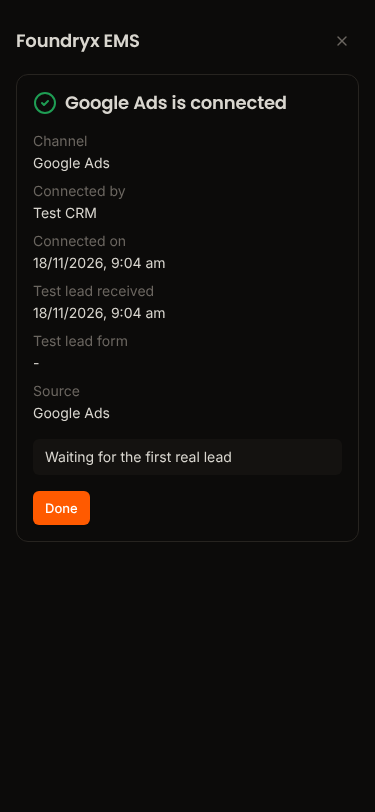 Foundryx EMS
Google Ads is connected
Channel
Google Ads
Connected by
Test CRM
Connected on
18/11/2026, 9:04 am
Test lead received
18/11/2026, 9:04 am
Test lead form
-
Source
Google Ads
Waiting for the first real lead
Done